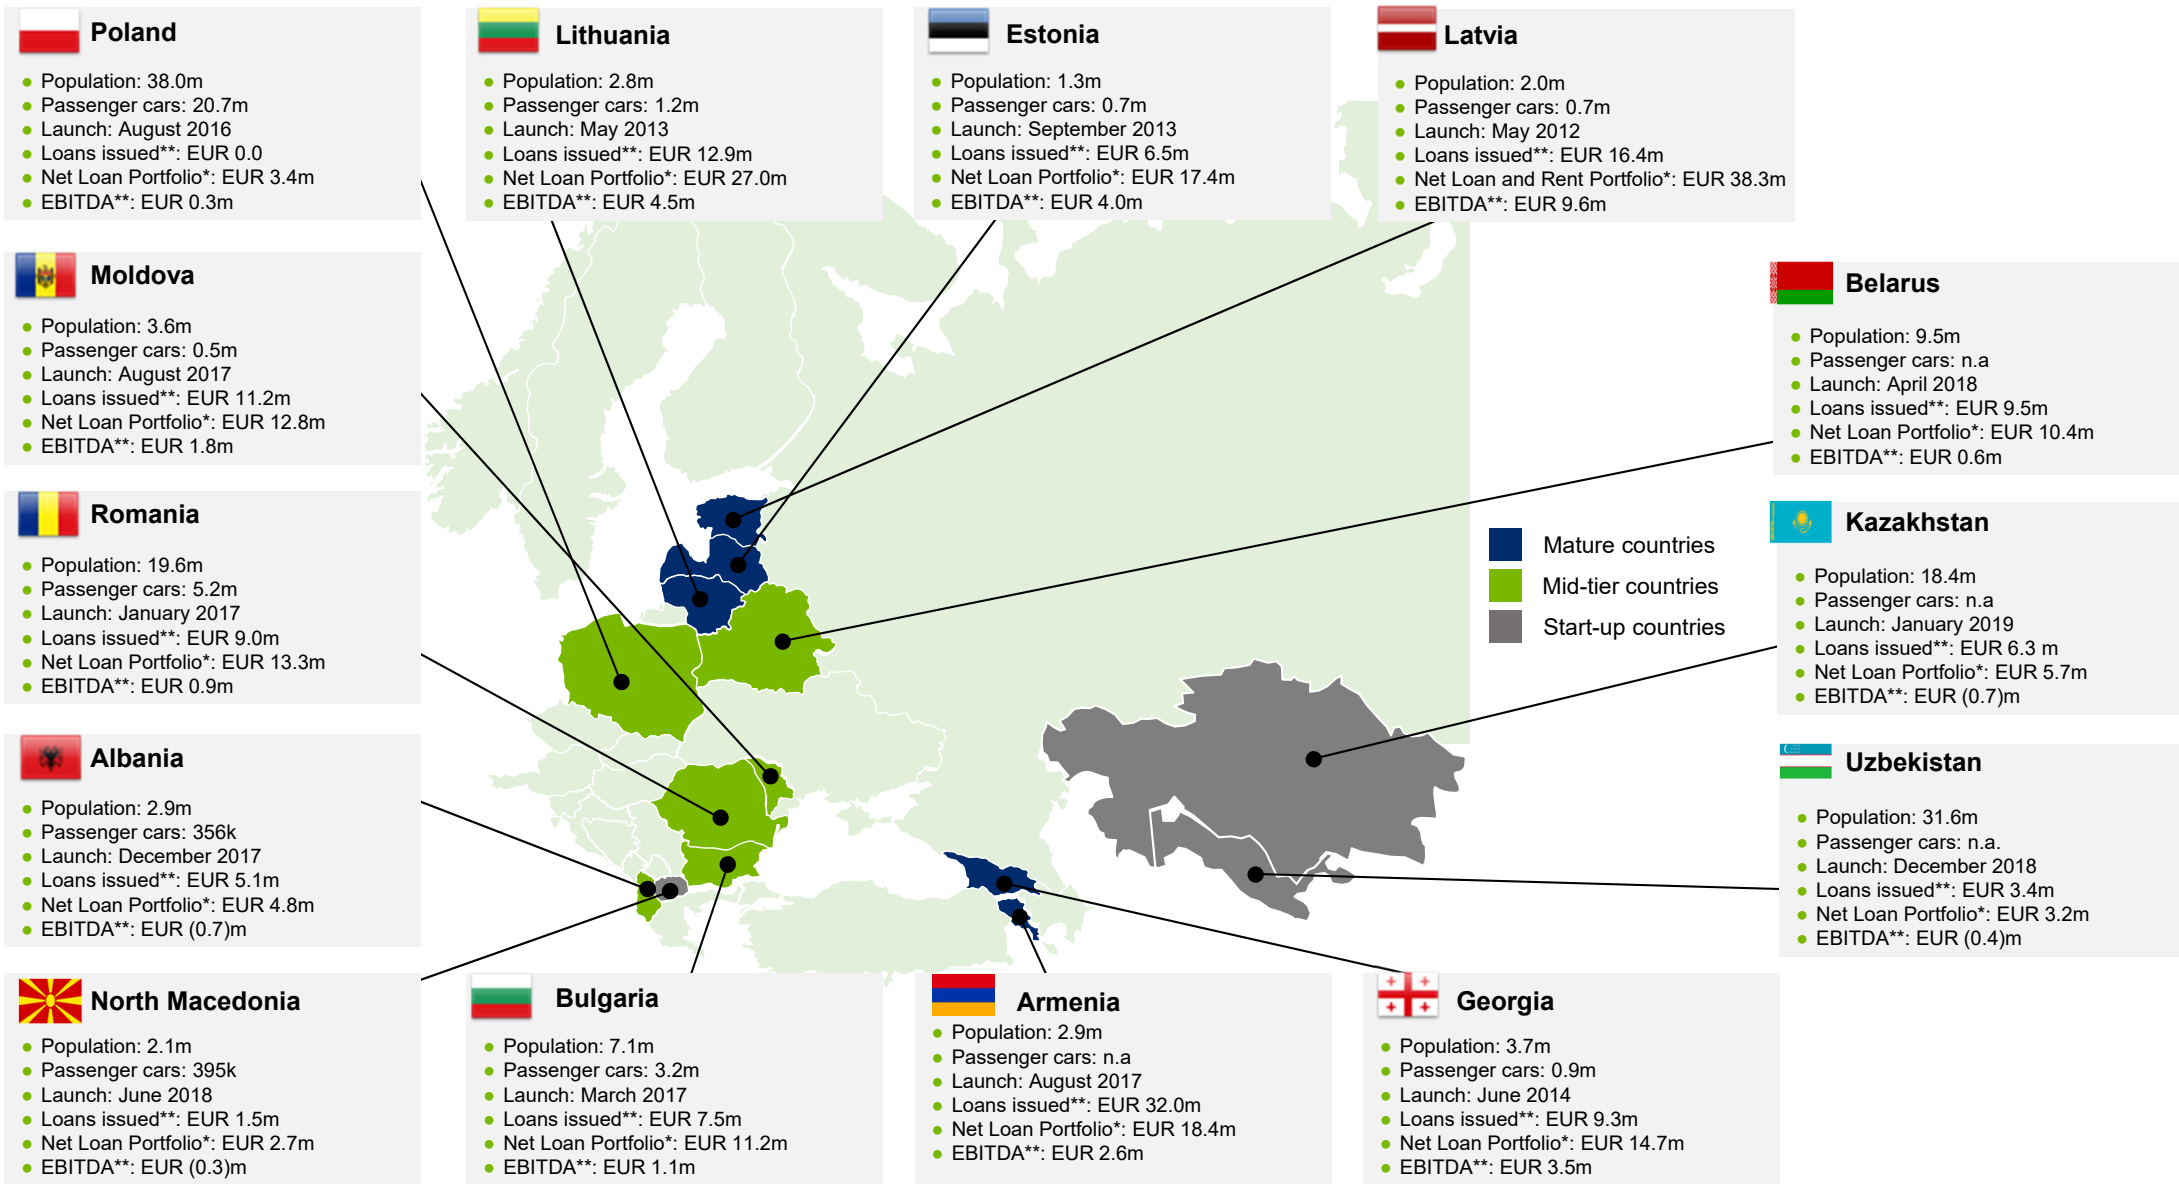 Poland
Population: 38.0m
Passenger cars: 20.7m
Launch: August 2016
Loans issued**: EUR 0.0
Net Loan Portfolio*: EUR 3.4m
EBITDA**: EUR 0.3m
Lithuania
Population: 2.8m
Passenger cars: 1.2m
Launch: May 2013
Loans issued**: EUR 12.9m
Net Loan Portfolio*: EUR 27.0m
EBITDA**: EUR 4.5m
Estonia
Population: 1.3m
Passenger cars: 0.7m
Launch: September 2013
Loans issued**: EUR 6.5m
Net Loan Portfolio*: EUR 17.4m
EBITDA**: EUR 4.0m
Latvia
Population: 2.0m
Passenger cars: 0.7m
Launch: May 2012
Loans issued**: EUR 16.4m
Net Loan and Rent Portfolio*: EUR 38.3m
EBITDA**: EUR 9.6m
Moldova
Population: 3.6m
Passenger cars: 0.5m
Launch: August 2017
Loans issued**: EUR 11.2m
Net Loan Portfolio*: EUR 12.8m
EBITDA**: EUR 1.8m
Belarus
Population: 9.5m
Passenger cars: n.a
Launch: April 2018
Loans issued**: EUR 9.5m
Net Loan Portfolio*: EUR 10.4m
EBITDA**: EUR 0.6m
Romania
Population: 19.6m
Passenger cars: 5.2m
Launch: January 2017
Loans issued**: EUR 9.0m
Net Loan Portfolio*: EUR 13.3m
EBITDA**: EUR 0.9m
Mature countries
Mid-tier countries
Start-up countries
Kazakhstan
Population: 18.4m
Passenger cars: n.a
Launch: January 2019
Loans issued**: EUR 6.3 m
Net Loan Portfolio*: EUR 5.7m
EBITDA**: EUR (0.7)m
Albania
Population: 2.9m
Passenger cars: 356k
Launch: December 2017
Loans issued**: EUR 5.1m
Net Loan Portfolio*: EUR 4.8m
EBITDA**: EUR (0.7)m
Uzbekistan
Population: 31.6m
Passenger cars: n.a.
Launch: December 2018
Loans issued**: EUR 3.4m
Net Loan Portfolio*: EUR 3.2m
EBITDA**: EUR (0.4)m
North Macedonia
Population: 2.1m
Passenger cars: 395k
Launch: June 2018
Loans issued**: EUR 1.5m
Net Loan Portfolio*: EUR 2.7m
EBITDA**: EUR (0.3)m
Bulgaria
Population: 7.1m
Passenger cars: 3.2m
Launch: March 2017
Loans issued**: EUR 7.5m
Net Loan Portfolio*: EUR 11.2m
EBITDA**: EUR 1.1m
Armenia
Population: 2.9m
Passenger cars: n.a
Launch: August 2017
Loans issued**: EUR 32.0m
Net Loan Portfolio*: EUR 18.4m
EBITDA**: EUR 2.6m
Georgia
Population: 3.7m
Passenger cars: 0.9m
Launch: June 2014
Loans issued**: EUR 9.3m
Net Loan Portfolio*: EUR 14.7m
EBITDA**: EUR 3.5m